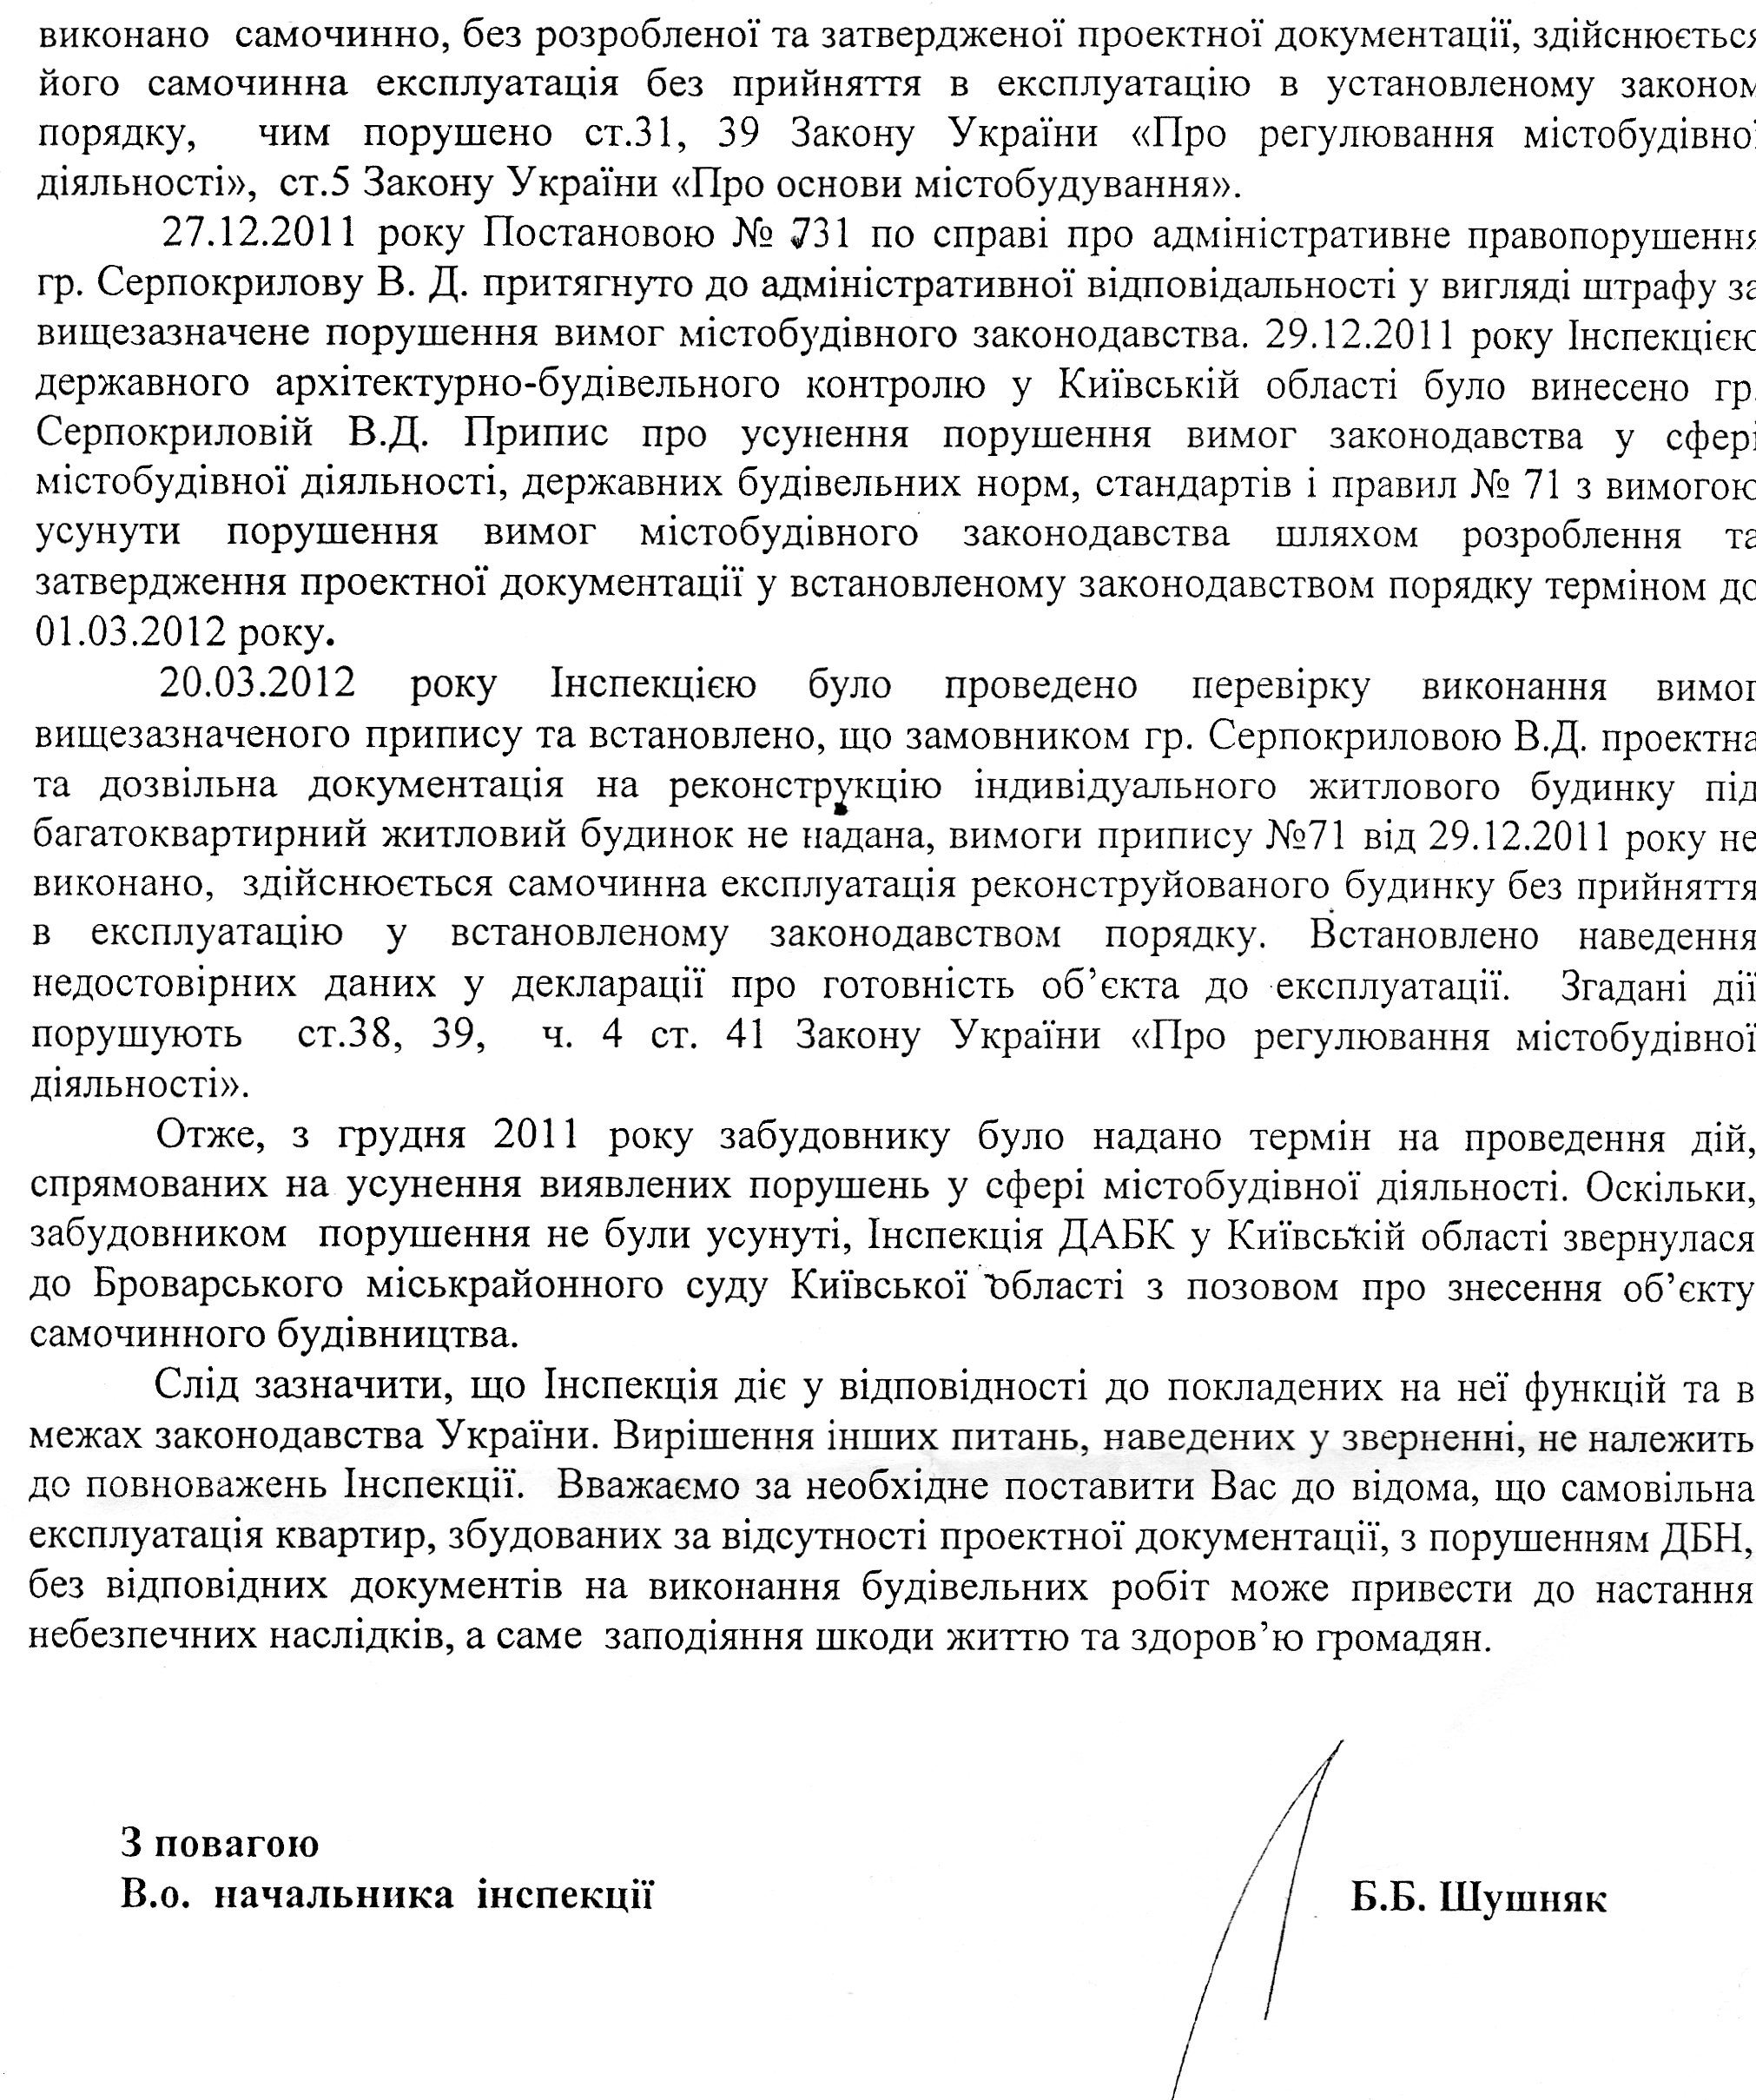 виконано самочинно, без розробленої та затвердженої проектної документації, здійснюється
його самочинна експлуатація без прийняття в експлуатацію в установленому законом
порядку, чим порушено ст.31, 39 Закону України «Про регулювання містобудівної
діяльності», ст.5 Закону України «Про основи містобудування».
27.12.2011 року Постановою № 731 по справі про адміністративне правопорушення
гр. Серпокрилову В. Д. притягнуто до адміністративної відповідальності у вигляді штрафу за
вищезазначене порушення вимог містобудівного законодавства. 29.12.2011 року Інспекцією
державного архітектурно-будівельного контролю у Київській області було винесено гр.
Серпокриловій В.Д. Припис про усунення порушення вимог законодавства у сфері
містобудівної діяльності, державних будівельних норм, стандартів і правил № 71 з вимогою
усунути порушення вимог містобудівного законодавства шляхом розроблення та
затвердження проектної документації у встановленому законодавством порядку терміном до
01.03.2012 року.
20.03.2012 року Інспекцією було проведено перевірку виконання вимог
вищезазначеного припису та встановлено, що замовником гр. Серпокриловою В.Д. проектна
та дозвільна документація на реконструкцію індивідуального житлового будинку під
багатоквартирний житловий будинок не надана, вимоги припису №71 від 29.12.2011 року не
виконано, здійснюється самочинна експлуатація реконструйованого будинку без прийняття
в експлуатацію у встановленому законодавством порядку. Встановлено наведення
недостовірних даних у декларації про готовність об’єкта до експлуатації. Згадані дії
порушують ст.38, 39, ч. 4 ст. 41 Закону України «Про регулювання містобудівної
діяльності».
Отже, з грудня 2011 року забудовнику було надано термін на проведення дій,
спрямованих на усунення виявлених порушень у сфері містобудівної діяльності. Оскільки,
забудовником порушення не були усунуті, Інспекція ДАБК у Київській області звернулася
до Броварського міськрайонного суду Київської області з позовом про знесення об’єкту
самочинного будівництва.
Слід зазначити, що Інспекція діє у відповідності до покладених на неї функцій та в
межах законодавства України. Вирішення інших питань, наведених у зверненні, не належить
до повноважень Інспекції. Вважаємо за необхідне поставити Вас до відома, що самовільна
експлуатація квартир, збудованих за відсутності проектної документації, з порушенням ДБН,
без відповідних документів на виконання будівельних робіт може привести до настання
небезпечних наслідків, а саме заподіяння шкоди життю та здоров’ю громадян.
З повагою
В.о. начальника інспекції
Б.Б. Шушняк